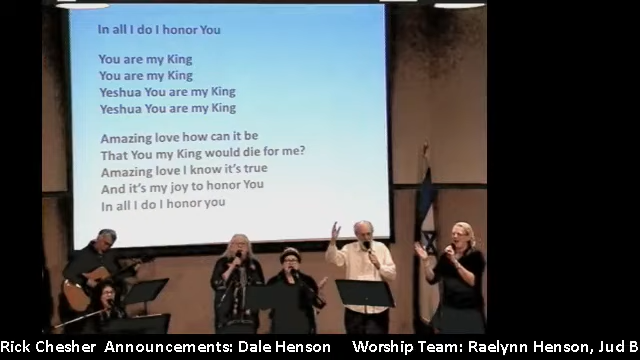 In all I do I honor You
You are my King
You are my King
Yeshua You are my King
Yeshua You are my King
Amazing love how can it be
That You my King would die for me?
Amazing love I know it's true
And it's my joy to honor You
In all I do I honor you
Rick Chesher  Announcements: Dale Henson     Worship Team: Raelynn Henson, Jud B